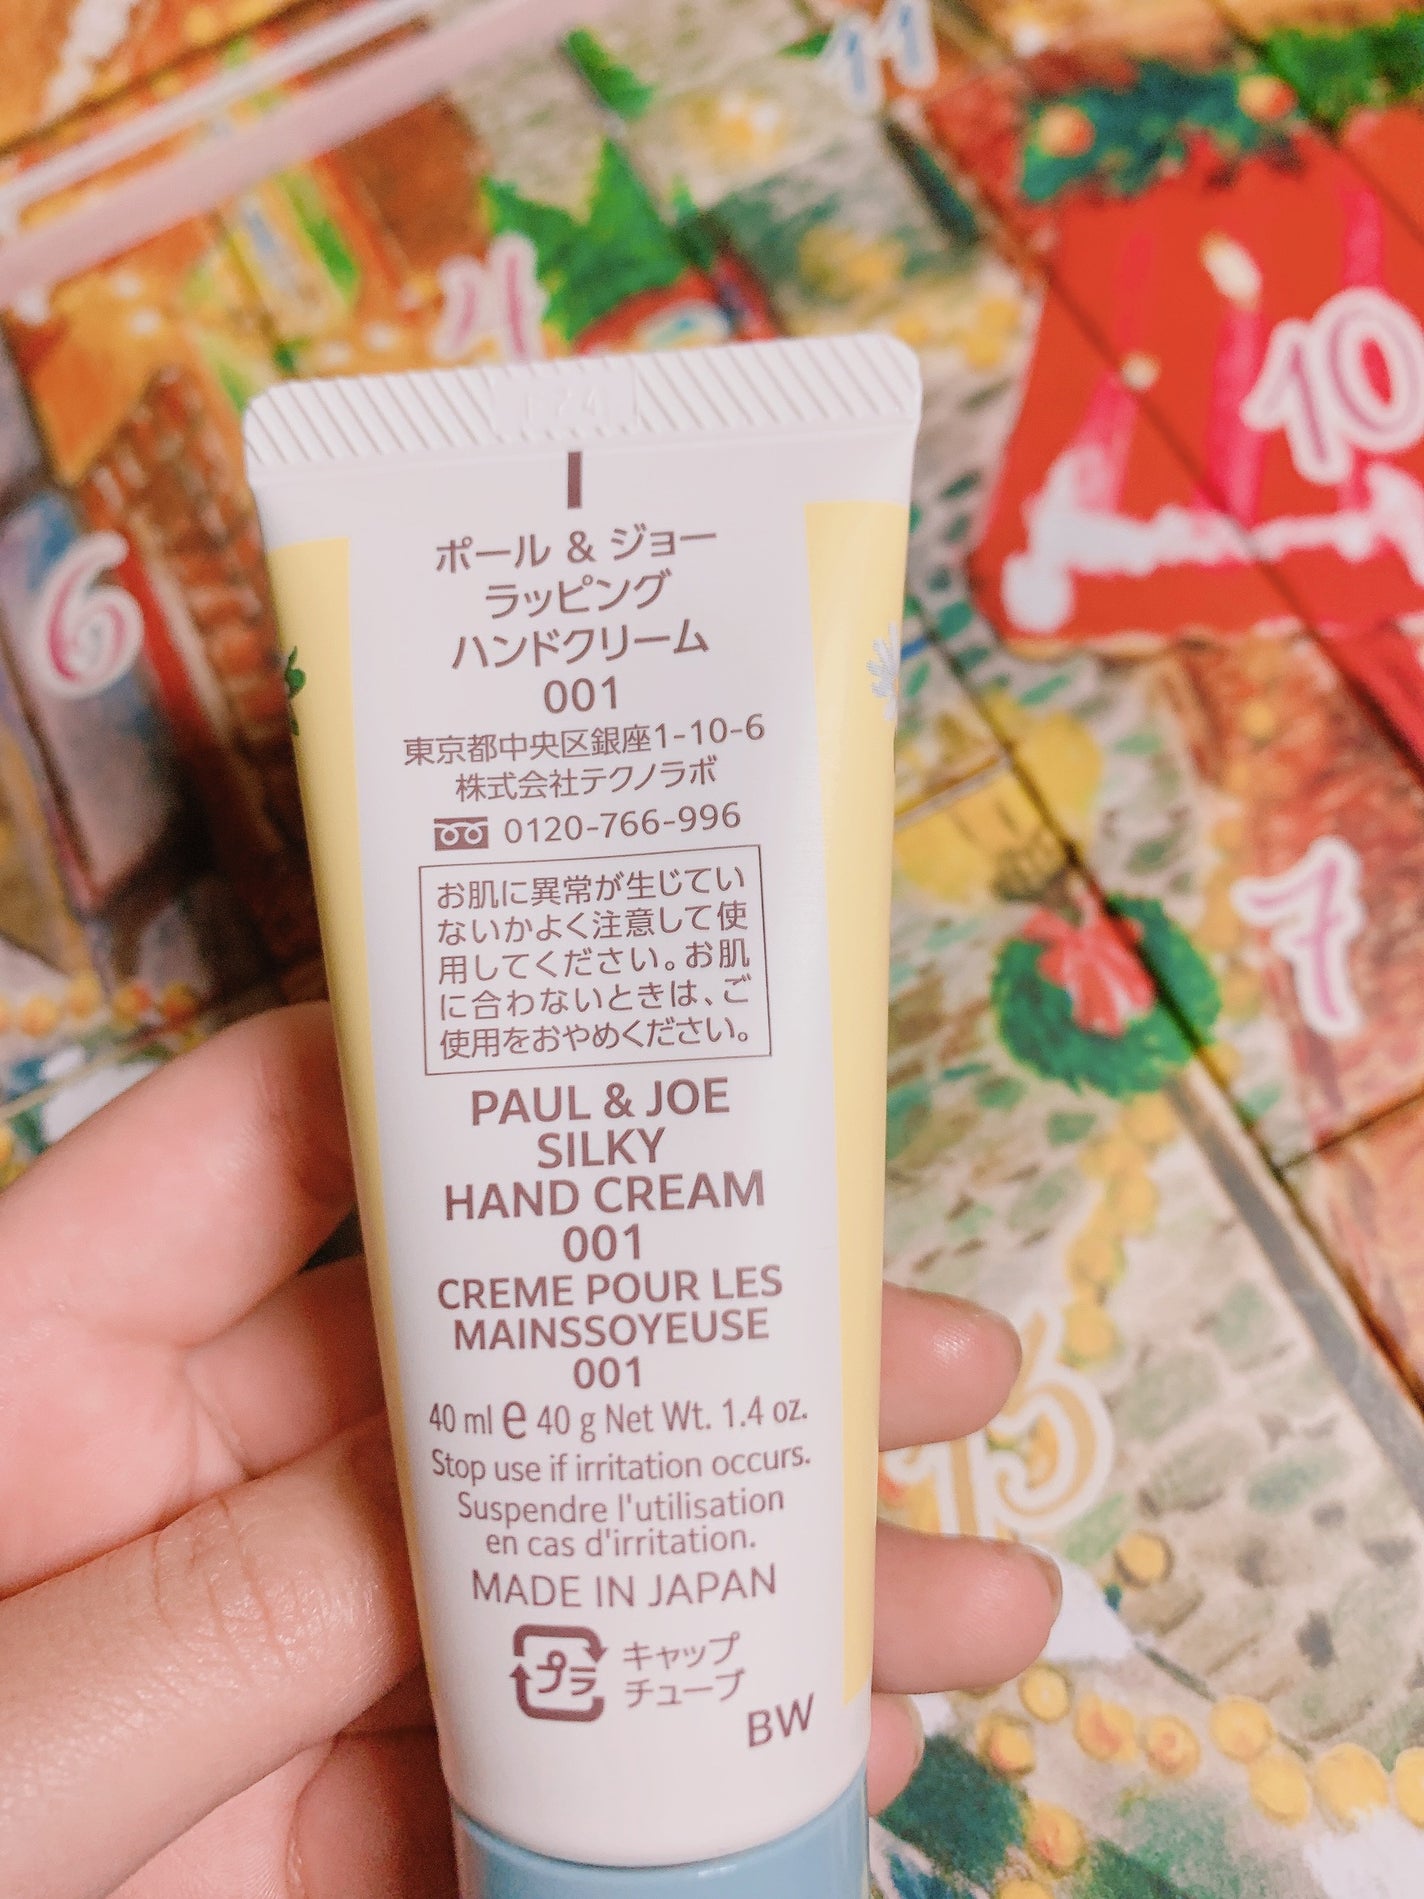 11
4
10
6
7
15
ポール & ジョー
ラッピング
ハンドクリーム
001
東京都中央区銀座1-10-6
株式会社テクノラボ
0120-766-996
お肌に異常が生じてい
ないかよく注意して使
用してください。お肌
に合わないときは、ご
使用をおやめください。
PAUL & JOE
SILKY
HAND CREAM
001
CREME POUR LES
MAINSSOYEUSE
001
40 ml e 40 g Net Wt. 1.4 oz.
Stop use if irritation occurs.
Suspendre l'utilisation
en cas d'irritation.
MADE IN JAPAN
プラ キャップ
チューブ
BW